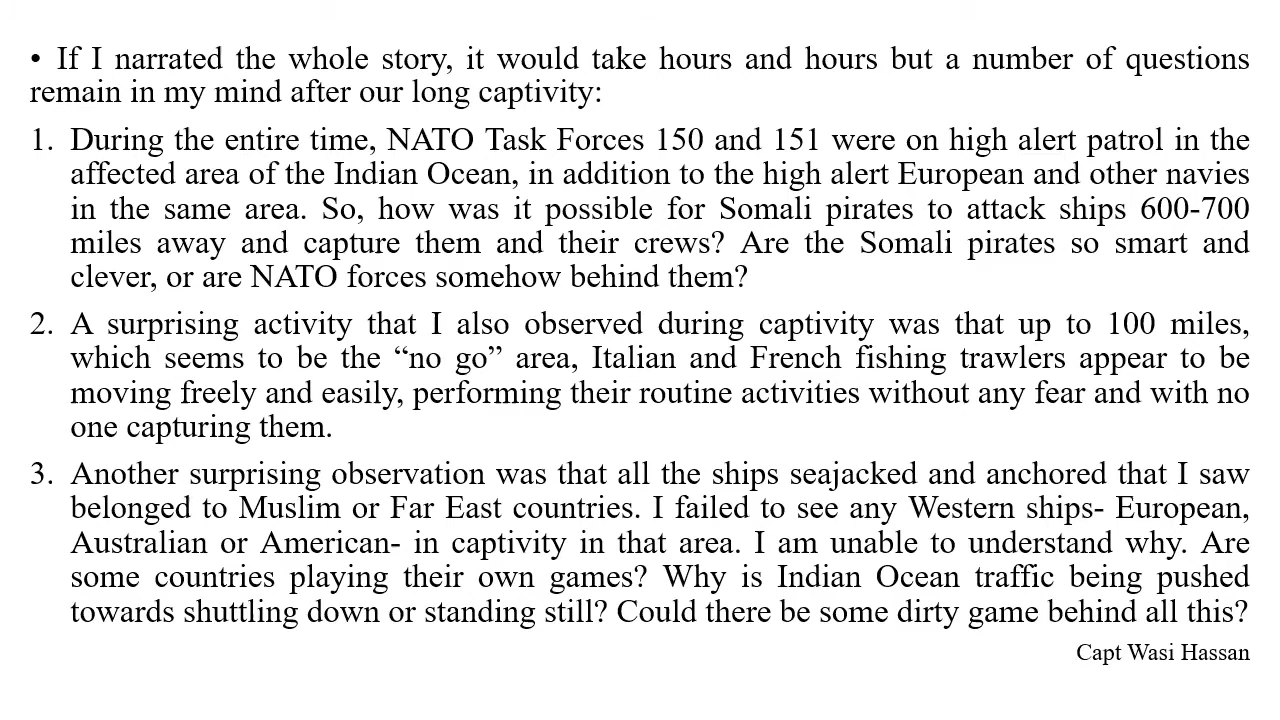 • If I narrated the whole story, it would take hours and hours but a number of questions
remain in my mind after our long captivity:
1. During the entire time, NATO Task Forces 150 and 151 were on high alert patrol in the
affected area of the Indian Ocean, in addition to the high alert European and other navies
in the same area. So, how was it possible for Somali pirates to attack ships 600-700
miles away and capture them and their crews? Are the Somali pirates so smart and
clever, or are NATO forces somehow behind them?
2. A surprising activity that I also observed during captivity was that up to 100 miles,
which seems to be the “no go” area, Italian and French fishing trawlers appear to be
moving freely and easily, performing their routine activities without any fear and with no
one capturing them.
3. Another surprising observation was that all the ships seajacked and anchored that I saw
belonged to Muslim or Far East countries. I failed to see any Western ships- European,
Australian or American- in captivity in that area. I am unable to understand why. Are
some countries playing their own games? Why is Indian Ocean traffic being pushed
towards shuttling down or standing still? Could there be some dirty game behind all this?
Capt Wasi Hassan